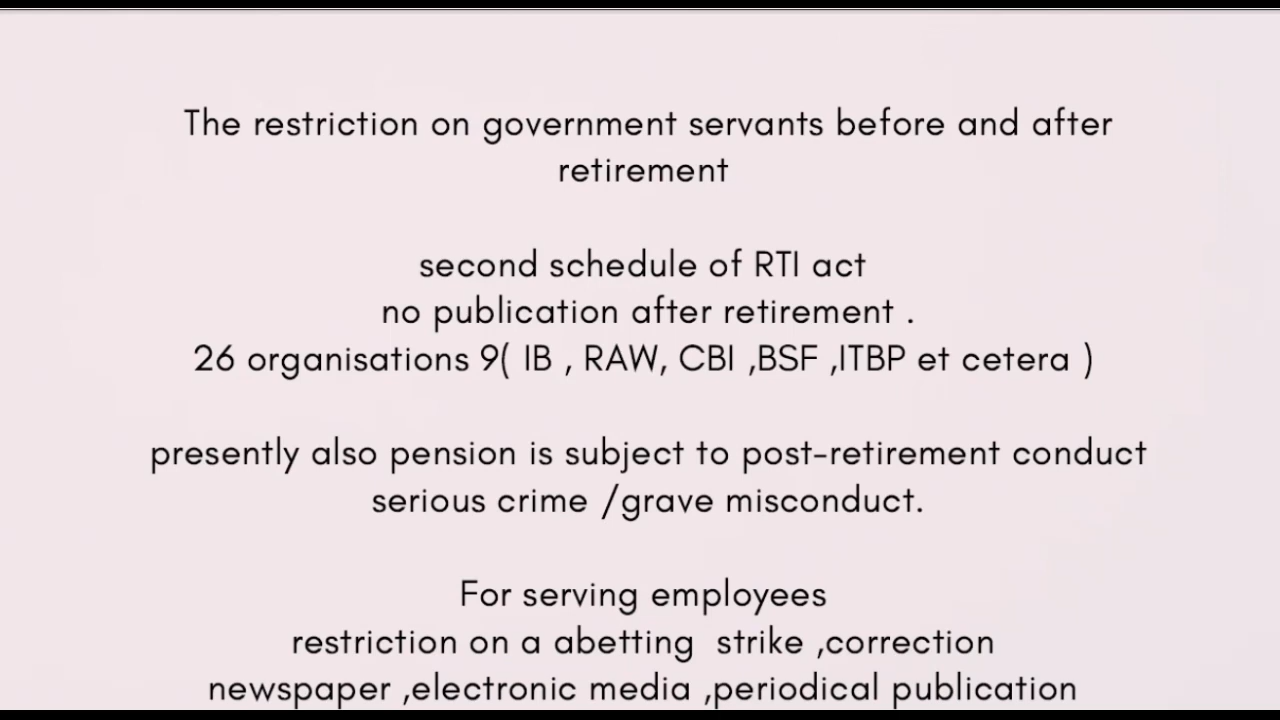 The restriction on government servants before and after
retirement
second schedule of RTI act
no publication after retirement .
26 organisations 9( IB , RAW, CBI ,BSF ,ITBP et cetera )
presently also pension is subject to post-retirement conduct
serious crime /grave misconduct.
For serving employees
restriction on a abetting  strike ,correction
newspaper ,electronic media ,periodical publication